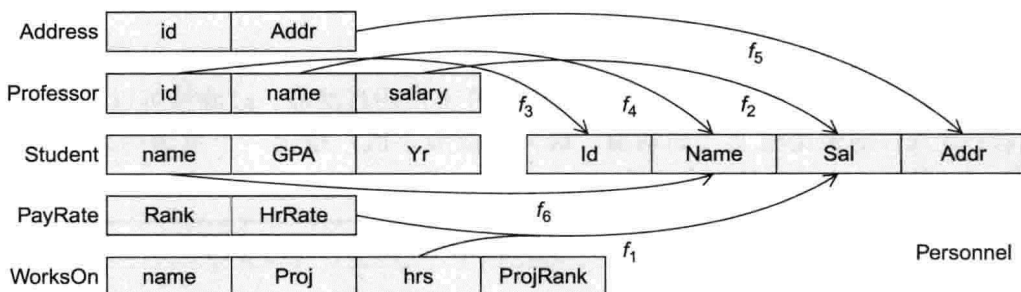 Address id Addr
f5
Professor id name salary
f3 f4 f2
Student name GPA Yr Id Name Sal Addr
PayRate Rank HrRate
f6
f1
Personnel
WorksOn name Proj hrs ProjRank